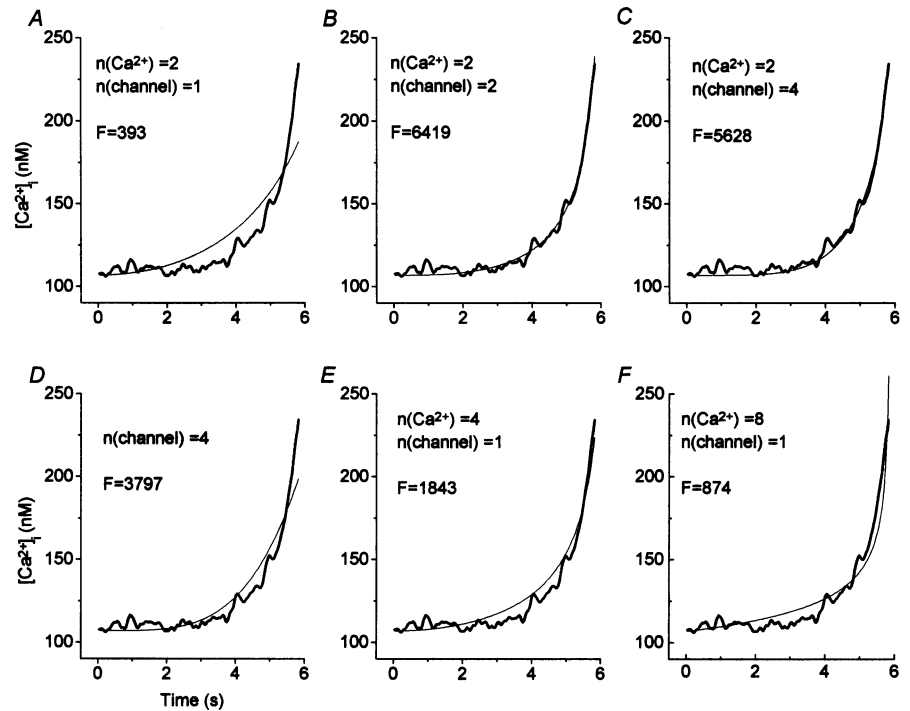 A
250
200
150
100
[Ca²⁺]ᵢ (nM)
n(Ca²⁺) =2
n(channel) =1
F=393
0 2 4 6
B
250
200
150
100
n(Ca²⁺) =2
n(channel) =2
F=6419
0 2 4 6
C
250
200
150
100
n(Ca²⁺) =2
n(channel) =4
F=5628
0 2 4 6
D
250
200
150
100
[Ca²⁺]ᵢ (nM)
n(channel) =4
F=3797
0 2 4 6
Time (s)
E
250
200
150
100
n(Ca²⁺) =4
n(channel) =1
F=1843
0 2 4 6
F
250
200
150
100
n(Ca²⁺) =8
n(channel) =1
F=874
0 2 4 6